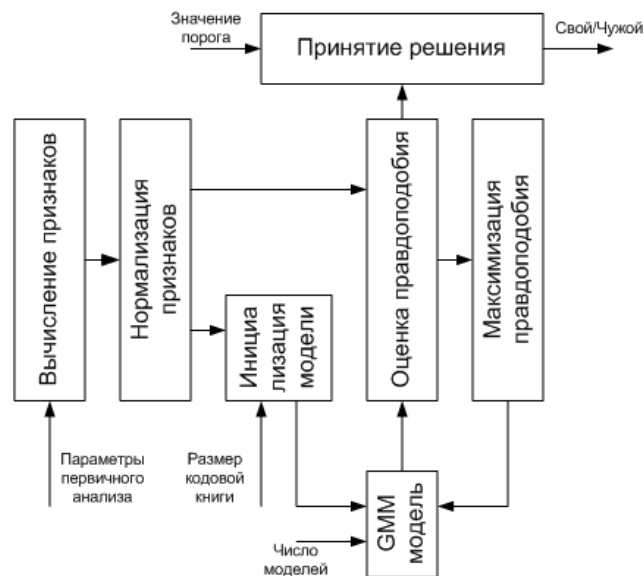 Значение
порога
Принятие решения
Свой/Чужой
Вычисление признаков
Нормализация
признаков
Инициа
лизация
модели
Оценка правдоподобия
Максимизация
правдоподобия
Параметры
первичного
анализа
Размер
кодовой
книги
GMM
модель
Число
моделей